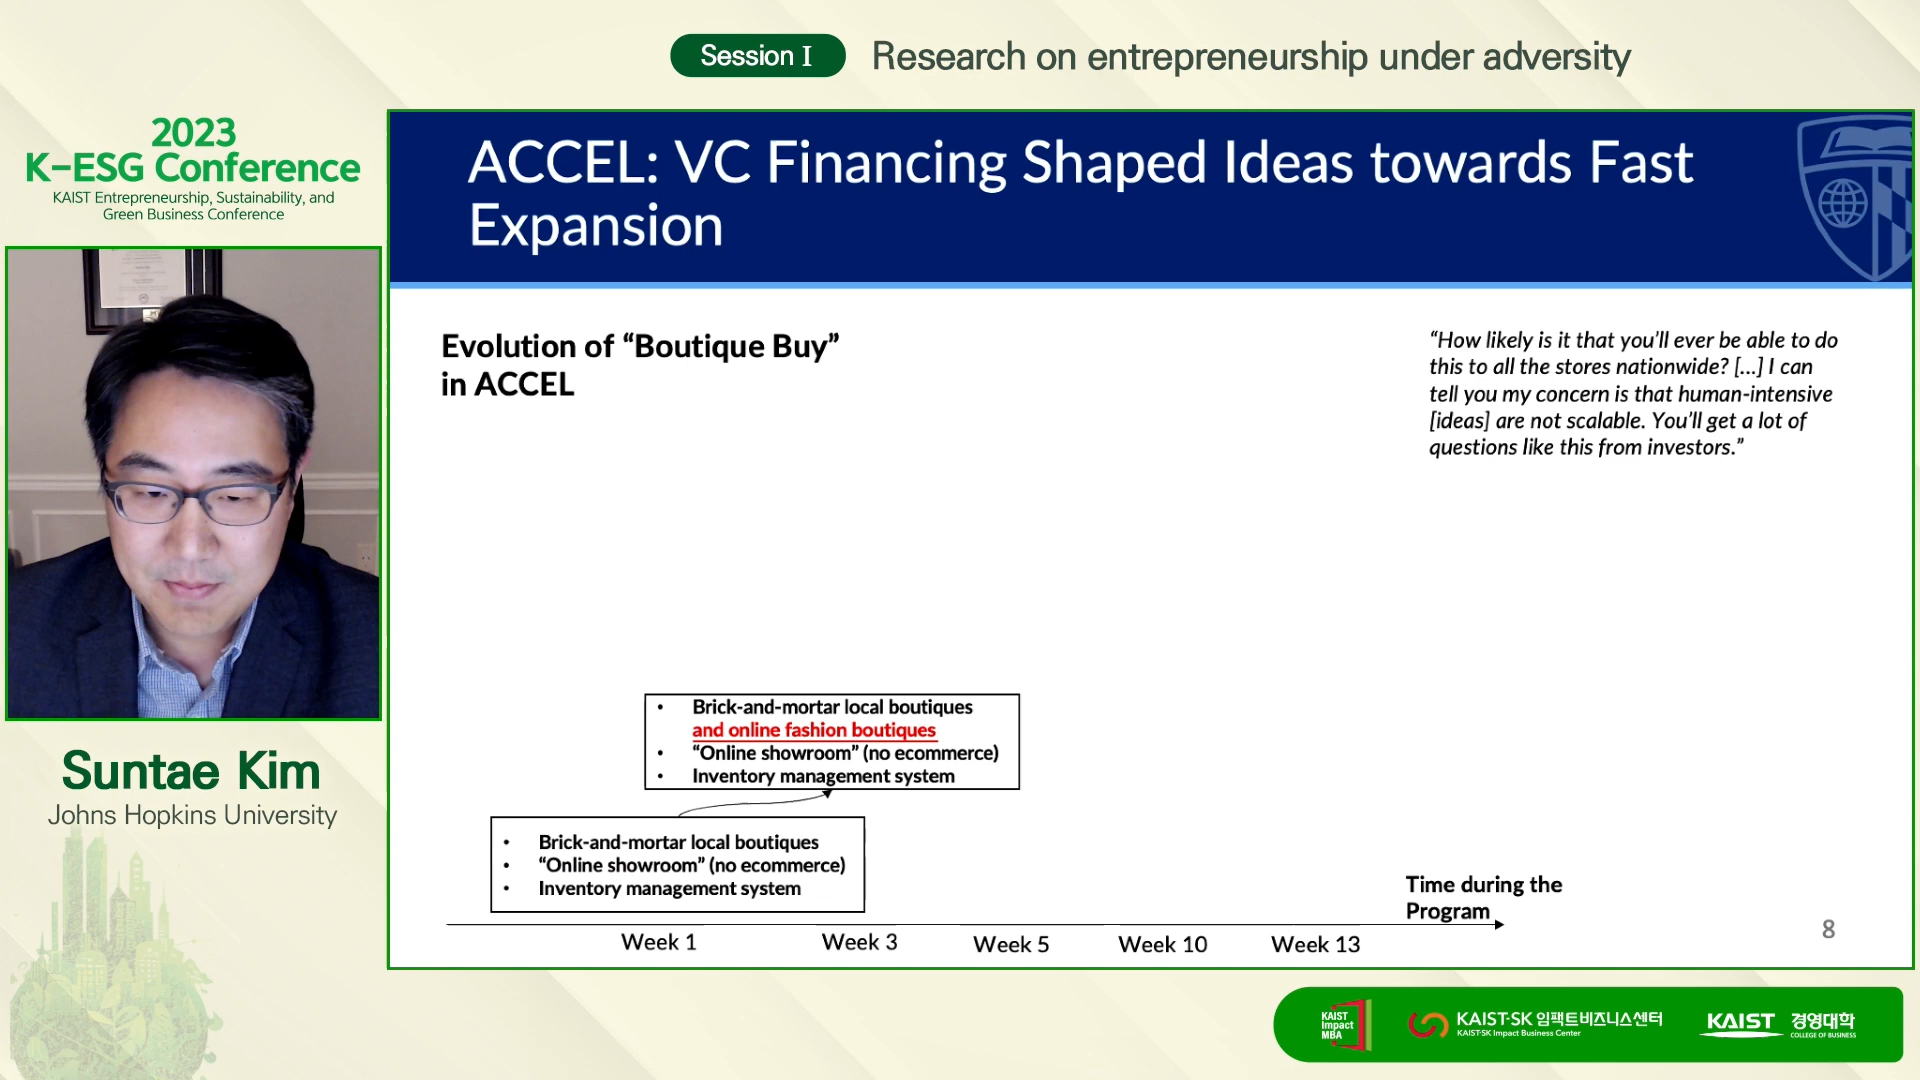 Session I
Research on entrepreneurship under adversity
2023
K-ESG Conference
KAIST Entrepreneurship, Sustainability, and
Green Business Conference
Suntae Kim
Johns Hopkins University
ACCEL: VC Financing Shaped Ideas towards Fast
Expansion
Evolution of “Boutique Buy”
in ACCEL
“How likely is it that you’ll ever be able to do
this to all the stores nationwide? [...] I can
tell you my concern is that human-intensive
[ideas] are not scalable. You’ll get a lot of
questions like this from investors.”
• Brick-and-mortar local boutiques
and online fashion boutiques
• “Online showroom” (no ecommerce)
• Inventory management system
• Brick-and-mortar local boutiques
• “Online showroom” (no ecommerce)
• Inventory management system
Time during the
Program
Week 1
Week 3
Week 5
Week 10
Week 13
8
KAIST
Impact
MBA
KAIST-SK 임팩트비즈니스센터
KAIST-SK Impact Business Center
KAIST
경영대학
COLLEGE OF BUSINESS